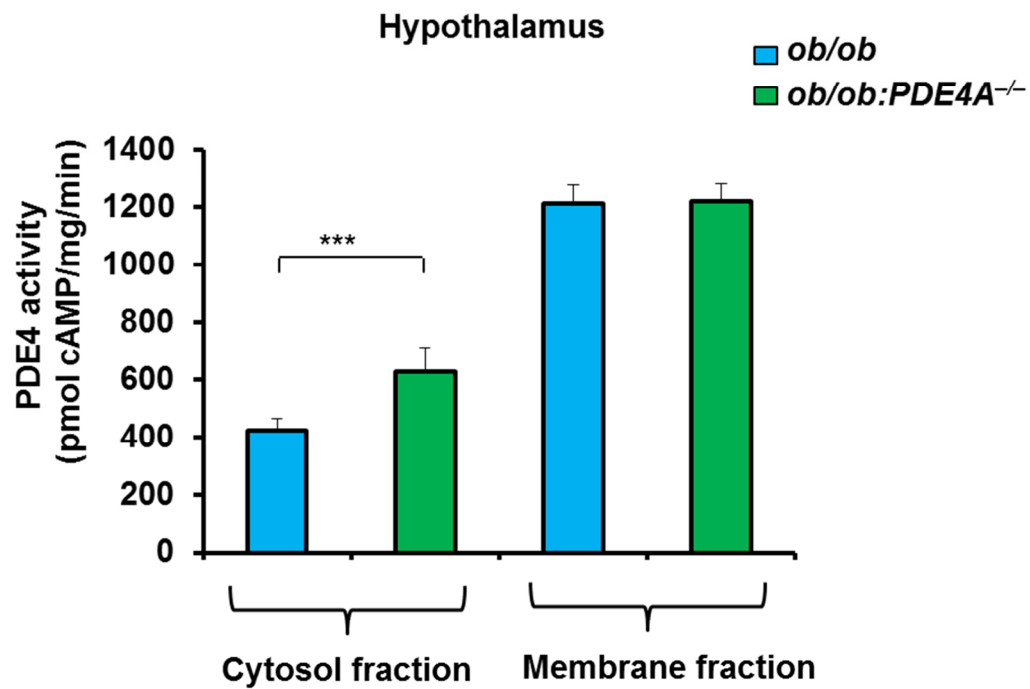 Hypothalamus
ob/ob
ob/ob:PDE4A⁻/⁻
PDE4 activity
(pmol cAMP/mg/min)
1400
1200
1000
800
600
400
200
0
***
Cytosol fraction
Membrane fraction